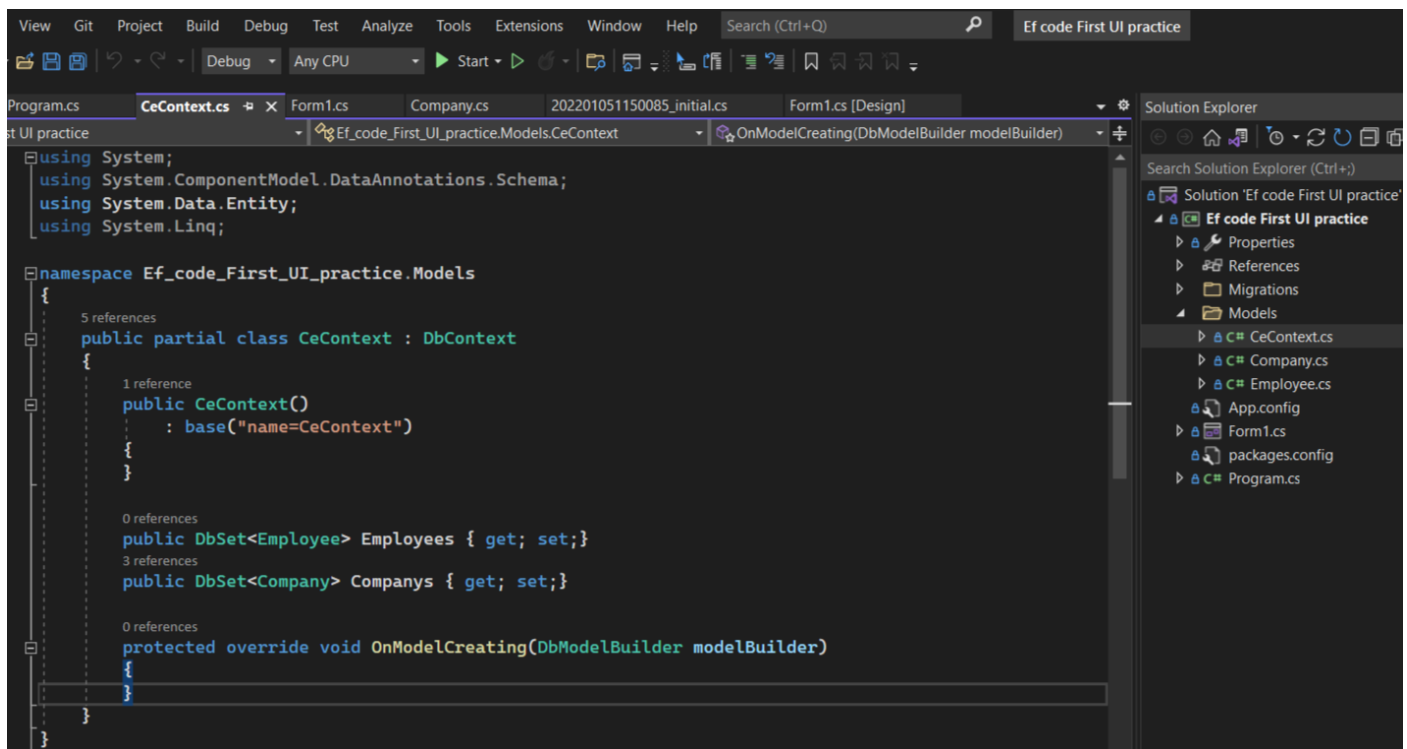 View Git Project Build Debug Test Analyze Tools Extensions Window Help Search (Ctrl+Q) Ef code First UI practice
Debug Any CPU Start
Program.cs CeContext.cs Form1.cs Company.cs 202201051150085_initial.cs Form1.cs [Design]
st UI practice Ef_code_First_UI_practice.Models.CeContext OnModelCreating(DbModelBuilder modelBuilder)
using System;
using System.ComponentModel.DataAnnotations.Schema;
using System.Data.Entity;
using System.Linq;
namespace Ef_code_First_UI_practice.Models
{
5 references
public partial class CeContext : DbContext
{
1 reference
public CeContext()
: base("name=CeContext")
{
}
0 references
public DbSet<Employee> Employees { get; set;}
3 references
public DbSet<Company> Companys { get; set;}
0 references
protected override void OnModelCreating(DbModelBuilder modelBuilder)
{
}
}
}
Solution Explorer
Search Solution Explorer (Ctrl+;)
Solution 'Ef code First UI practice'
C# Ef code First UI practice
Properties
References
Migrations
Models
C# CeContext.cs
C# Company.cs
C# Employee.cs
App.config
Form1.cs
packages.config
C# Program.cs